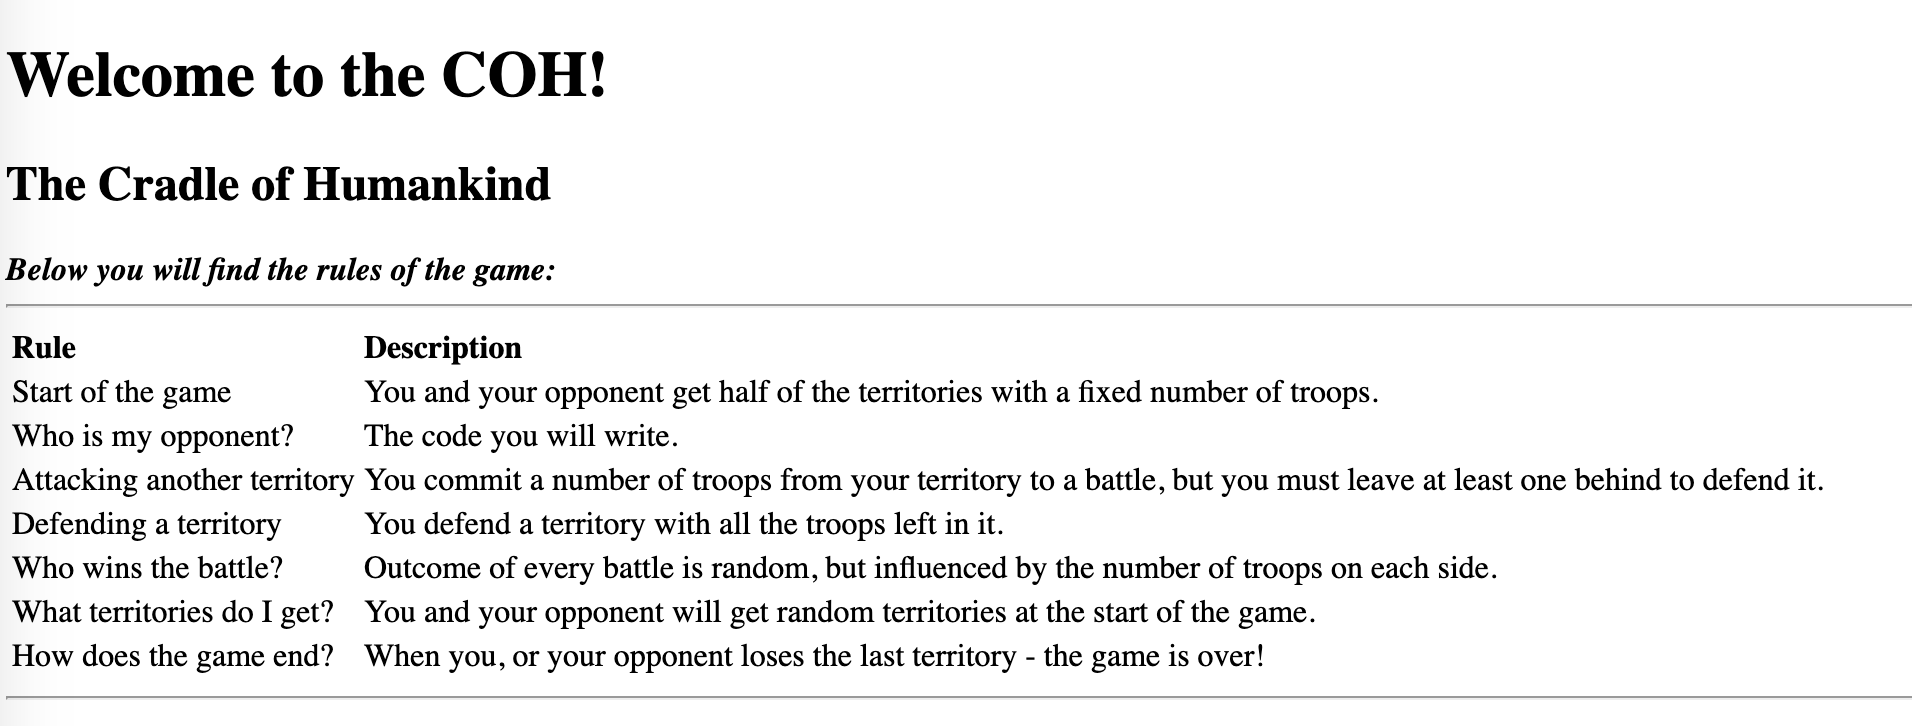 Welcome to the COH!
The Cradle of Humankind
Below you will find the rules of the game:
Rule Description
Start of the game You and your opponent get half of the territories with a fixed number of troops.
Who is my opponent? The code you will write.
Attacking another territory You commit a number of troops from your territory to a battle, but you must leave at least one behind to defend it.
Defending a territory You defend a territory with all the troops left in it.
Who wins the battle? Outcome of every battle is random, but influenced by the number of troops on each side.
What territories do I get? You and your opponent will get random territories at the start of the game.
How does the game end? When you, or your opponent loses the last territory - the game is over!